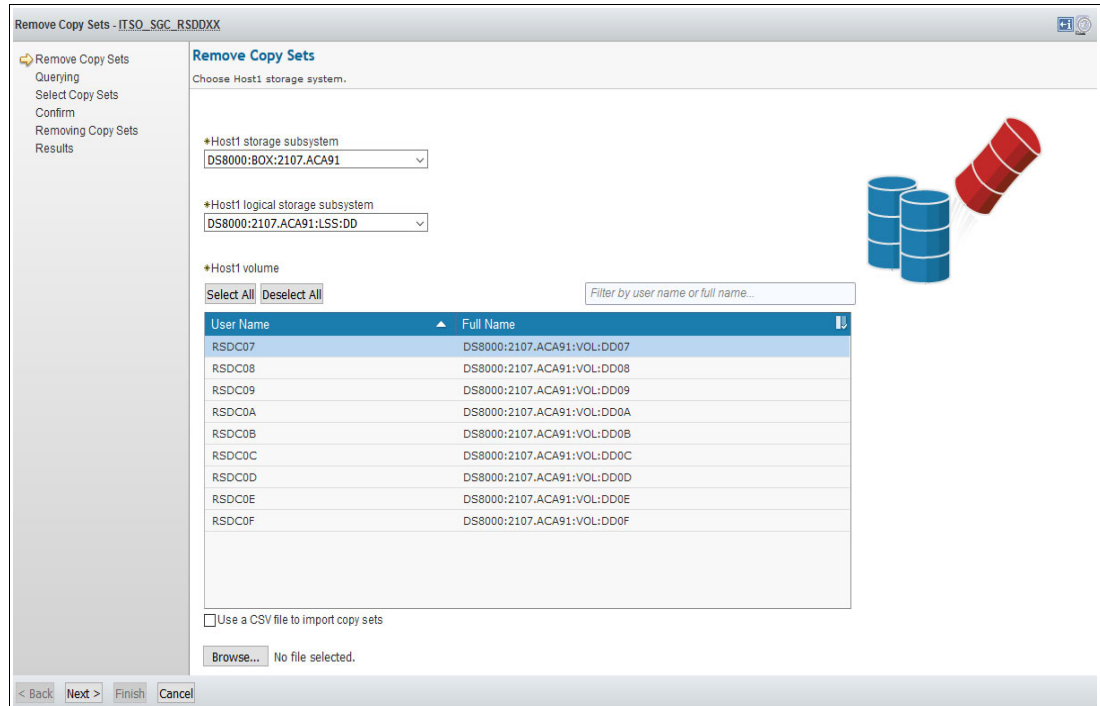 Remove Copy Sets - ITSO_SGC_RSDDXX
Remove Copy Sets
Querying
Select Copy Sets
Confirm
Removing Copy Sets
Results
Remove Copy Sets
Choose Host1 storage system.
*Host1 storage subsystem
DS8000:BOX:2107.ACA91
*Host1 logical storage subsystem
DS8000:2107.ACA91:LSS:DD
*Host1 volume
Select All Deselect All Filter by user name or full name...
User Name Full Name
RSDC07 DS8000:2107.ACA91:VOL:DD07
RSDC08 DS8000:2107.ACA91:VOL:DD08
RSDC09 DS8000:2107.ACA91:VOL:DD09
RSDC0A DS8000:2107.ACA91:VOL:DD0A
RSDC0B DS8000:2107.ACA91:VOL:DD0B
RSDC0C DS8000:2107.ACA91:VOL:DD0C
RSDC0D DS8000:2107.ACA91:VOL:DD0D
RSDC0E DS8000:2107.ACA91:VOL:DD0E
RSDC0F DS8000:2107.ACA91:VOL:DD0F
Use a CSV file to import copy sets
Browse... No file selected.
< Back Next > Finish Cancel